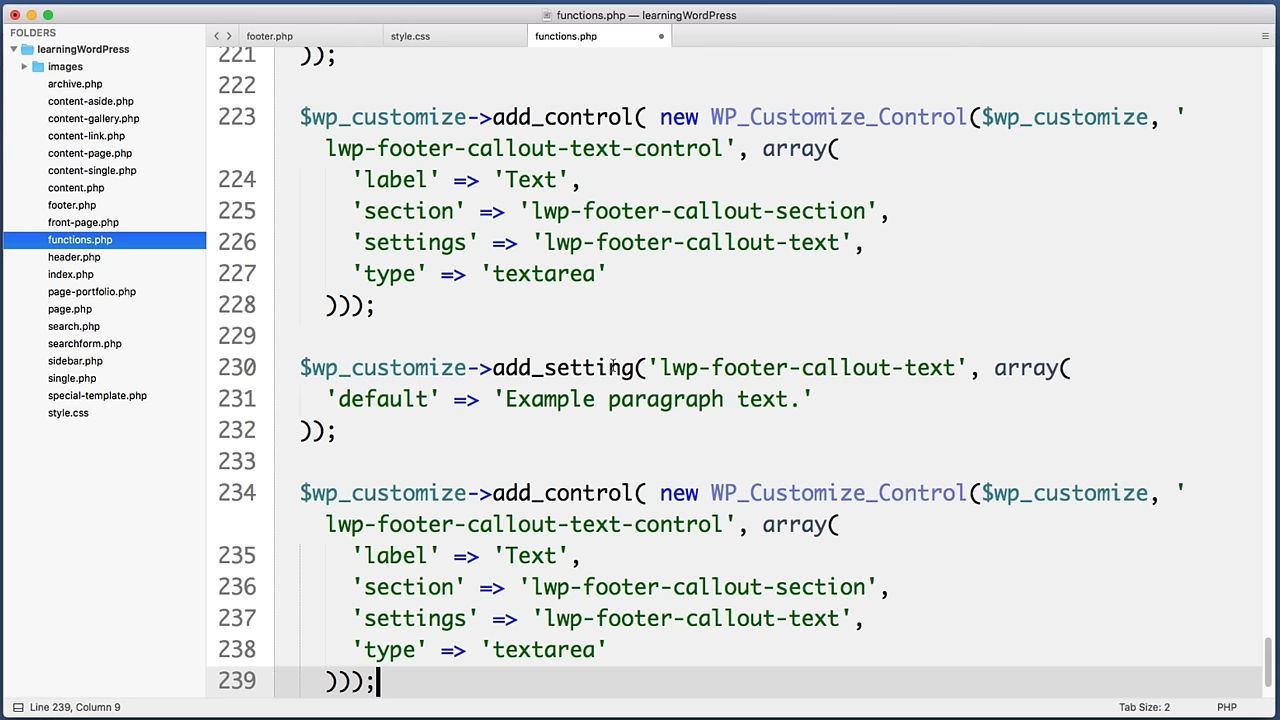 functions.php — learningWordPress
FOLDERS
learningWordPress
images
archive.php
content-aside.php
content-gallery.php
content-link.php
content-page.php
content-single.php
content.php
footer.php
front-page.php
functions.php
header.php
index.php
page-portfolio.php
page.php
search.php
searchform.php
sidebar.php
single.php
special-template.php
style.css
footer.php
style.css
functions.php
221 ));
222
223 $wp_customize->add_control( new WP_Customize_Control($wp_customize, '
lwp-footer-callout-text-control', array(
224 'label' => 'Text',
225 'section' => 'lwp-footer-callout-section',
226 'settings' => 'lwp-footer-callout-text',
227 'type' => 'textarea'
228 )));
229
230 $wp_customize->add_setting('lwp-footer-callout-text', array(
231 'default' => 'Example paragraph text.'
232 ));
233
234 $wp_customize->add_control( new WP_Customize_Control($wp_customize, '
lwp-footer-callout-text-control', array(
235 'label' => 'Text',
236 'section' => 'lwp-footer-callout-section',
237 'settings' => 'lwp-footer-callout-text',
238 'type' => 'textarea'
239 )));
Line 239, Column 9
Tab Size: 2
PHP